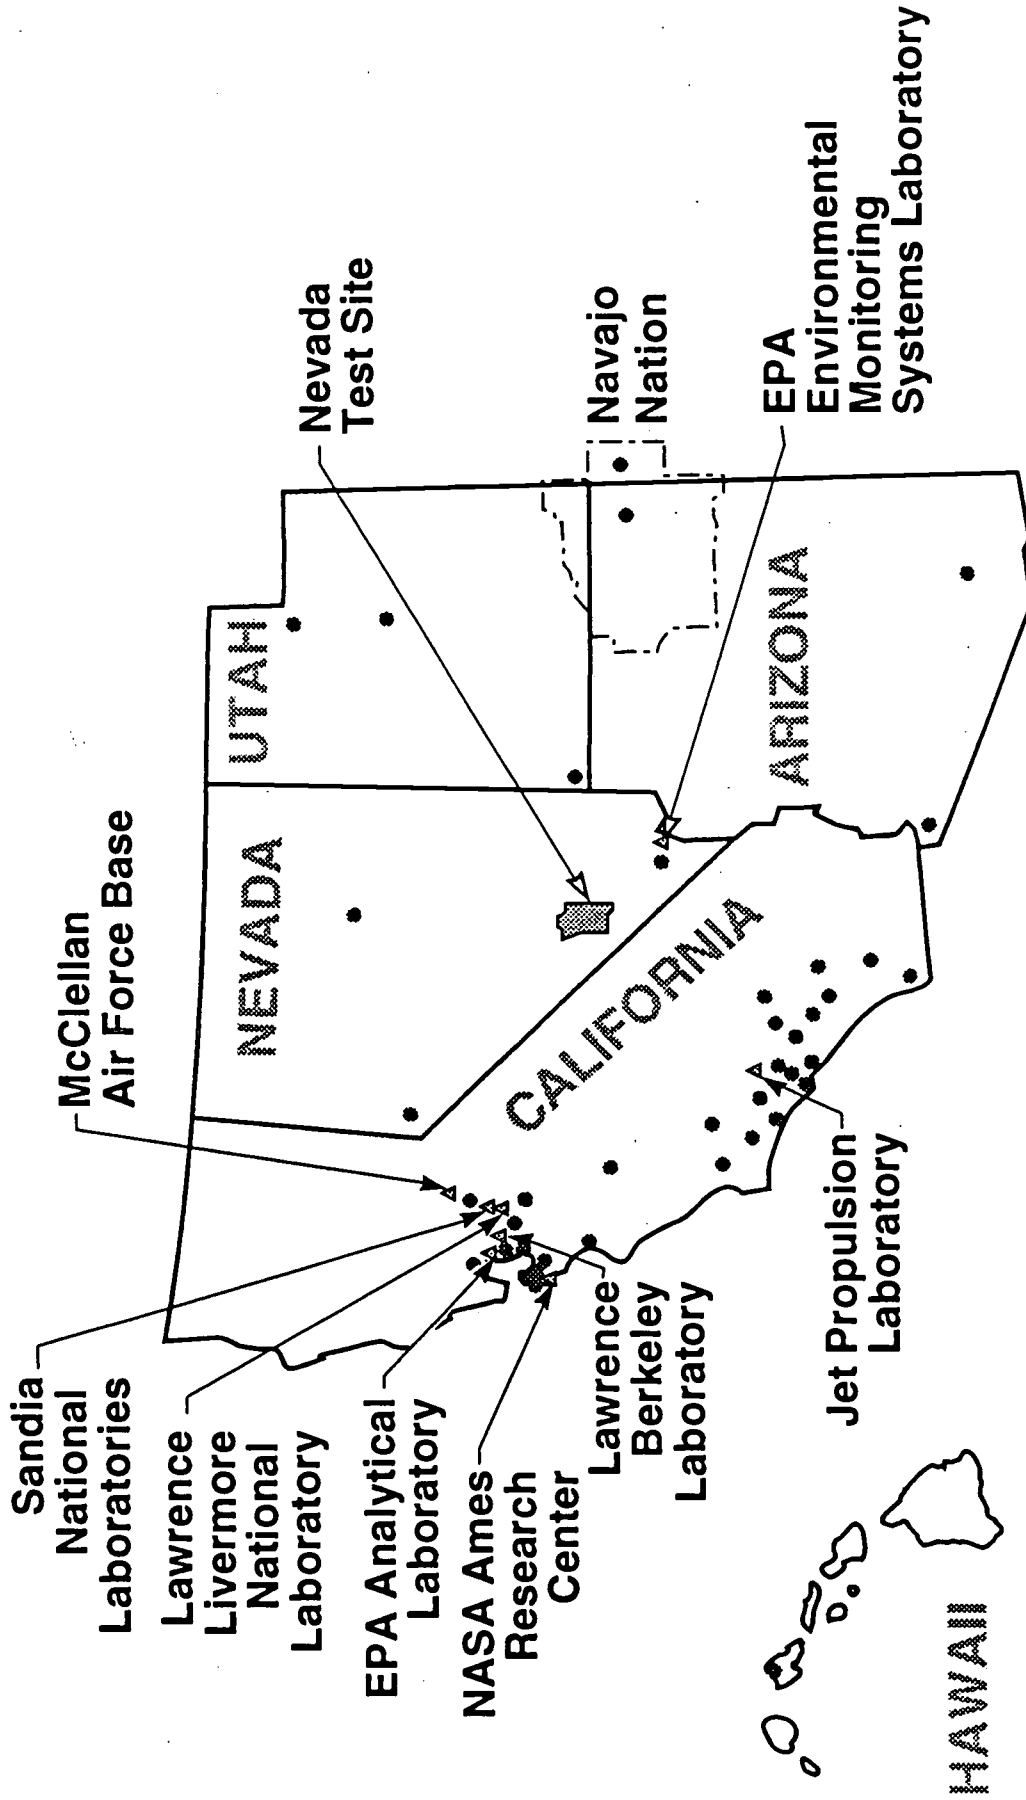 McClellan
Air Force Base
Sandia
National
Laboratories
Lawrence
Livermore
National
Laboratory
EPA Analytical
Laboratory
NASA Ames
Research
Center
Lawrence
Berkeley
Laboratory
Jet Propulsion
Laboratory
NEVADA
UTAH
CALIFORNIA
ARIZONA
HAWAII
Nevada
Test Site
Navajo
Nation
EPA
Environmental
Monitoring
Systems Laboratory